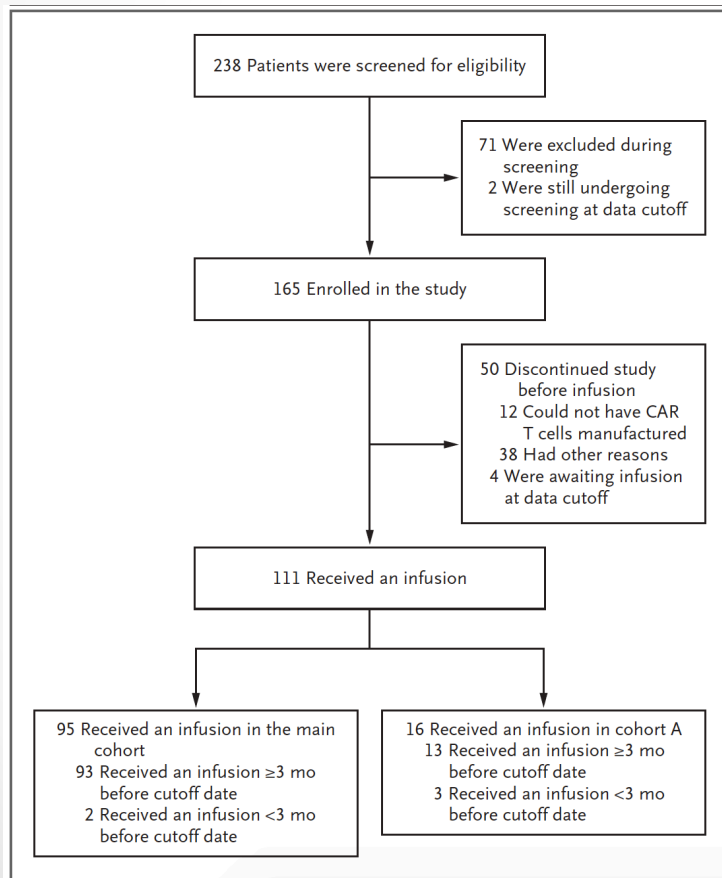 238 Patients were screened for eligibility
71 Were excluded during
screening
2 Were still undergoing
screening at data cutoff
165 Enrolled in the study
50 Discontinued study
before infusion
12 Could not have CAR
T cells manufactured
38 Had other reasons
4 Were awaiting infusion
at data cutoff
111 Received an infusion
95 Received an infusion in the main
cohort
93 Received an infusion ≥3 mo
before cutoff date
2 Received an infusion <3 mo
before cutoff date
16 Received an infusion in cohort A
13 Received an infusion ≥3 mo
before cutoff date
3 Received an infusion <3 mo
before cutoff date